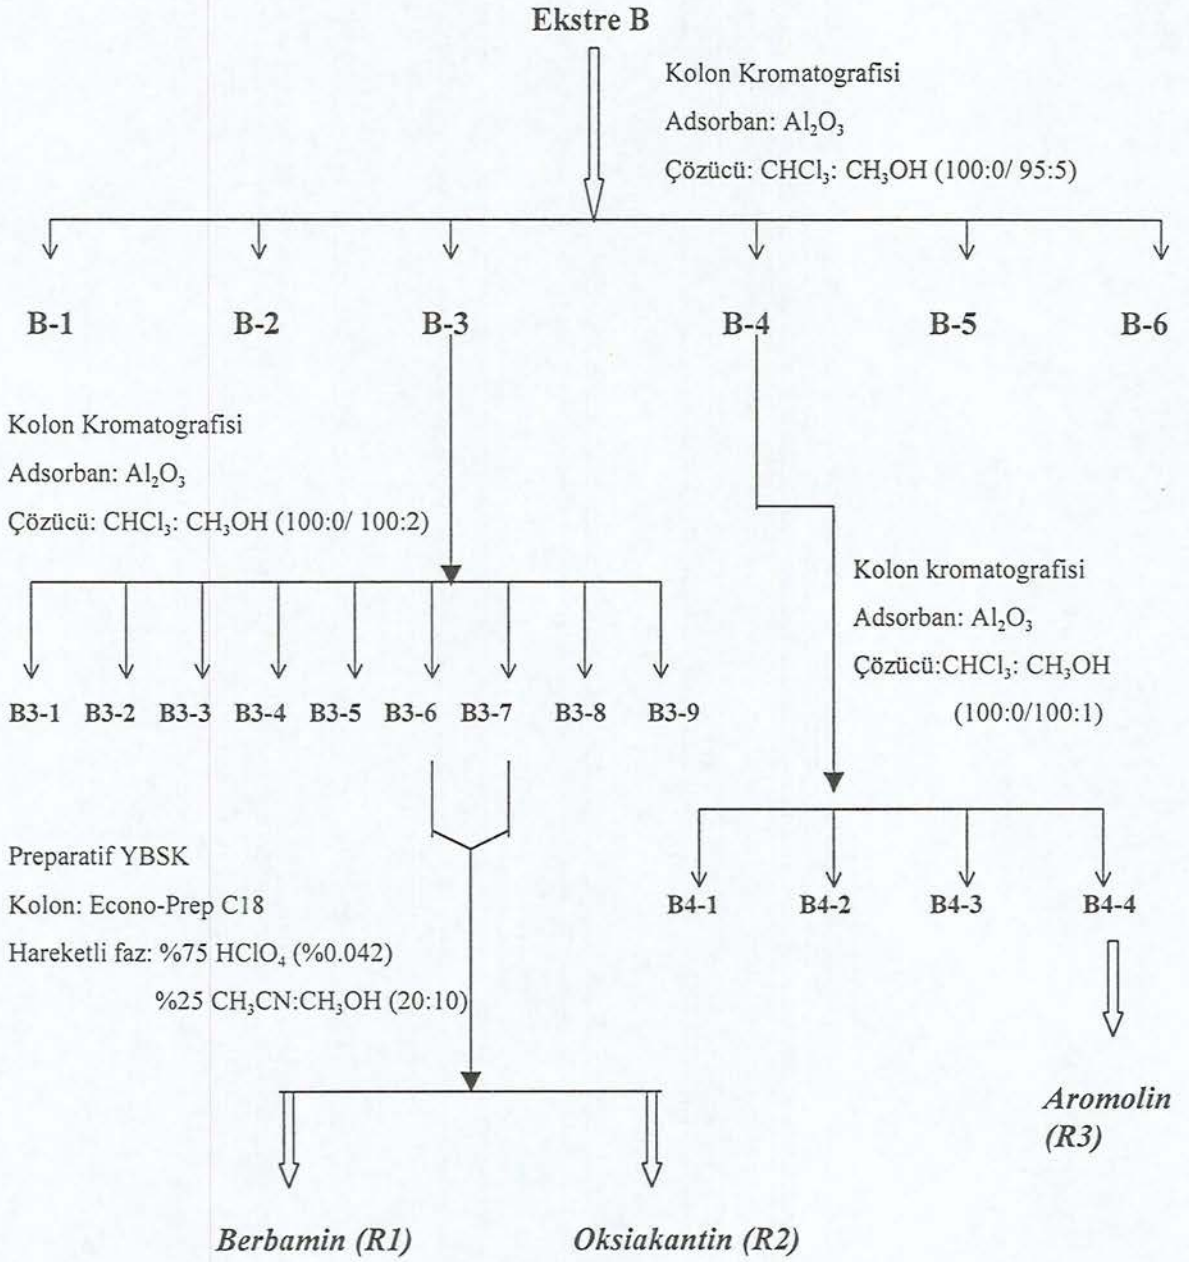 Ekstre B
Kolon Kromatografisi
Adsorban: Al₂O₃
Çözücü: CHCl₃: CH₃OH (100:0/ 95:5)
B-1 B-2 B-3 B-4 B-5 B-6
Kolon Kromatografisi
Adsorban: Al₂O₃
Çözücü: CHCl₃: CH₃OH (100:0/ 100:2)
Kolon kromatografisi
Adsorban: Al₂O₃
Çözücü:CHCl₃: CH₃OH
(100:0/100:1)
B3-1 B3-2 B3-3 B3-4 B3-5 B3-6 B3-7 B3-8 B3-9
Preparatif YBSK
Kolon: Econo-Prep C18
Hareketli faz: %75 HClO₄ (%0.042)
%25 CH₃CN:CH₃OH (20:10)
B4-1 B4-2 B4-3 B4-4
Aromolin
(R3)
Berbamin (R1) Oksiakantin (R2)